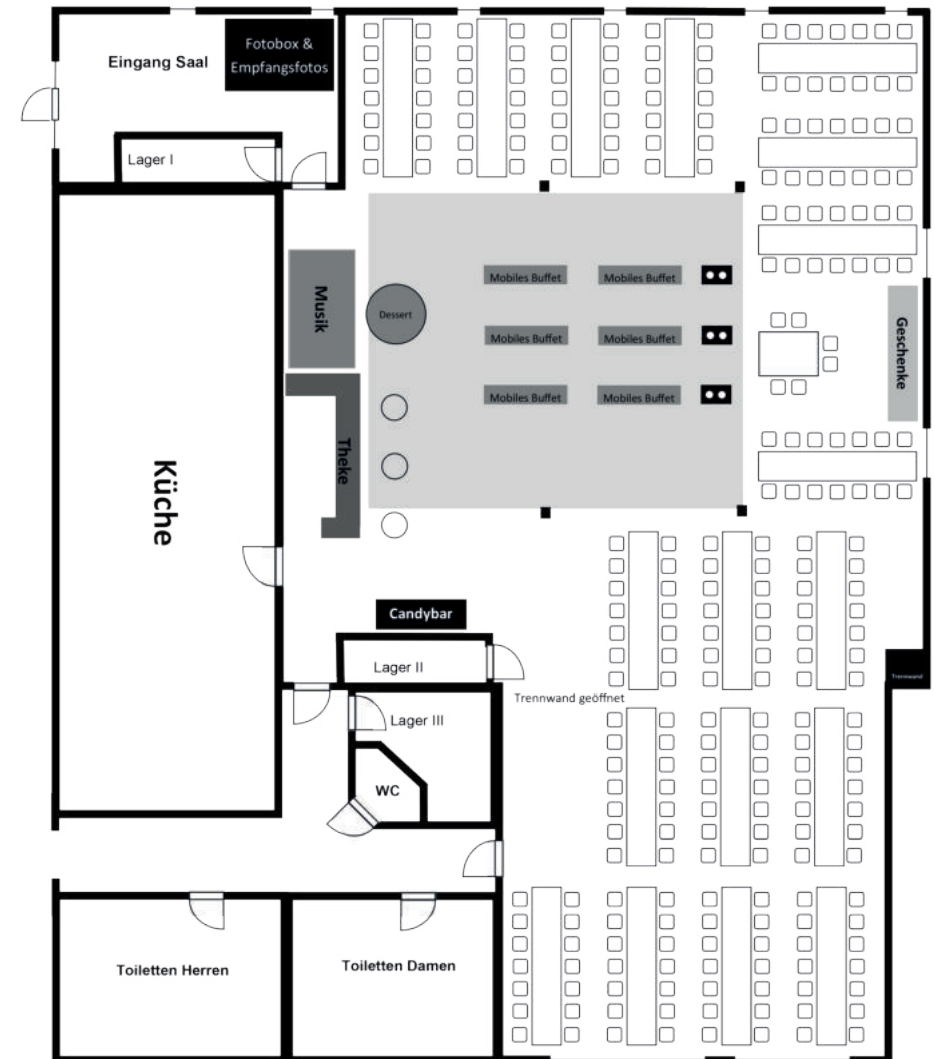 Eingang Saal
Fotobox &
Empfangsfotos
Lager I
Musik
Dessert
Mobiles Buffet
Mobiles Buffet
Mobiles Buffet
Mobiles Buffet
Mobiles Buffet
Mobiles Buffet
Geschenke
Theke
Küche
Candybar
Lager II
Trennwand
Trennwand geöffnet
Lager III
WC
Toiletten Herren
Toiletten Damen